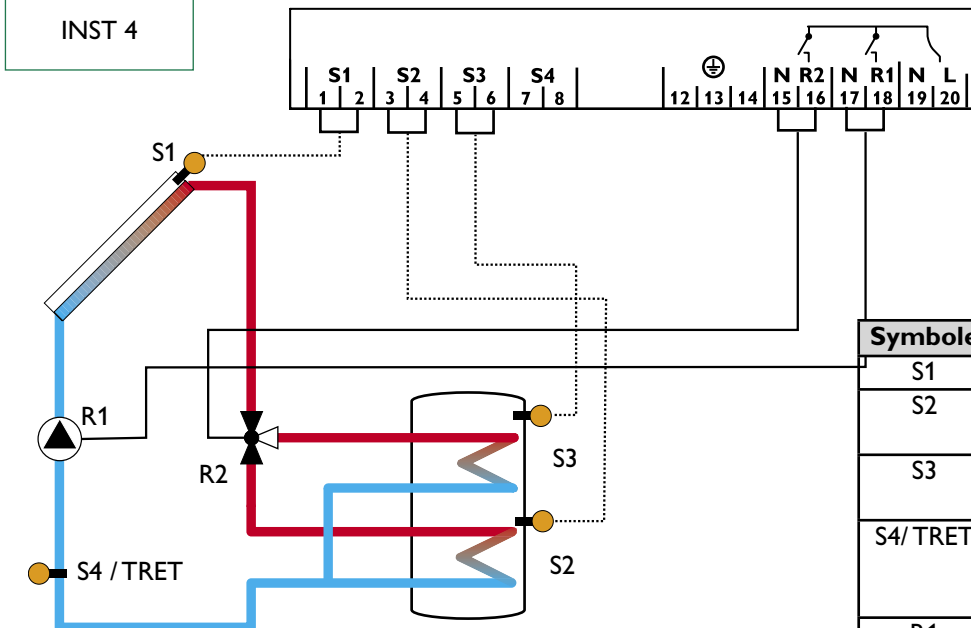 INST 4
S1 S2 S3 S4 N R2 N R1 N L
1 2 3 4 5 6 7 8 12 13 14 15 16 17 18 19 20
S1
R1
R2
S3
S2
S4 / TRET
Symbole
S1
S2
S3
S4/ TRET
R1